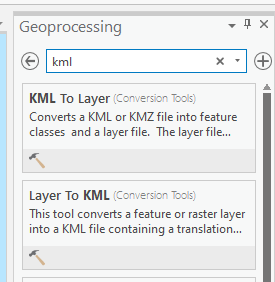 Geoprocessing
kml
KML To Layer (Conversion Tools)
Converts a KML or KMZ file into feature
classes and a layer file. The layer file...
Layer To KML (Conversion Tools)
This tool converts a feature or raster layer
into a KML file containing a translation...